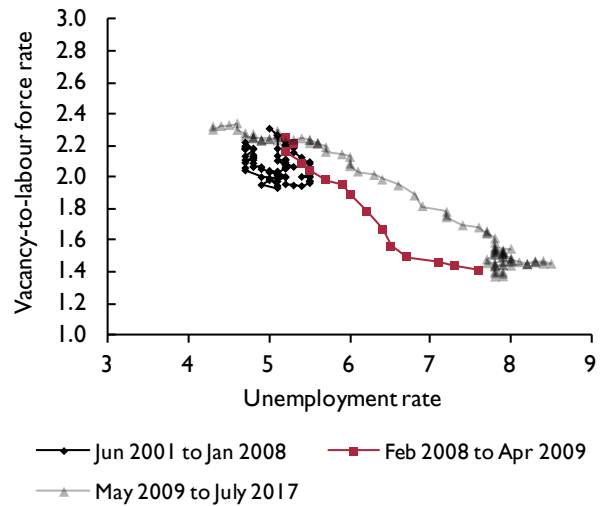 3.0
2.8
2.6
2.4
2.2
2.0
1.8
1.6
1.4
1.2
1.0
Vacancy-to-labour force rate
3 4 5 6 7 8 9
Unemployment rate
Jun 2001 to Jan 2008 Feb 2008 to Apr 2009
May 2009 to July 2017